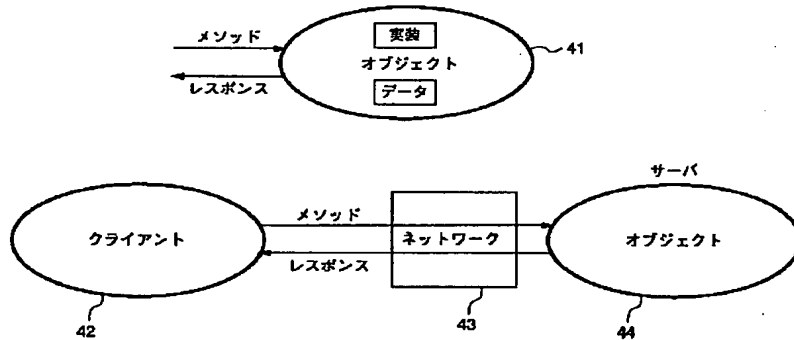 メソッド
実装
オブジェクト
41
レスポンス
データ
サーバ
クライアント
メソッド
ネットワーク
オブジェクト
レスポンス
42
43
44